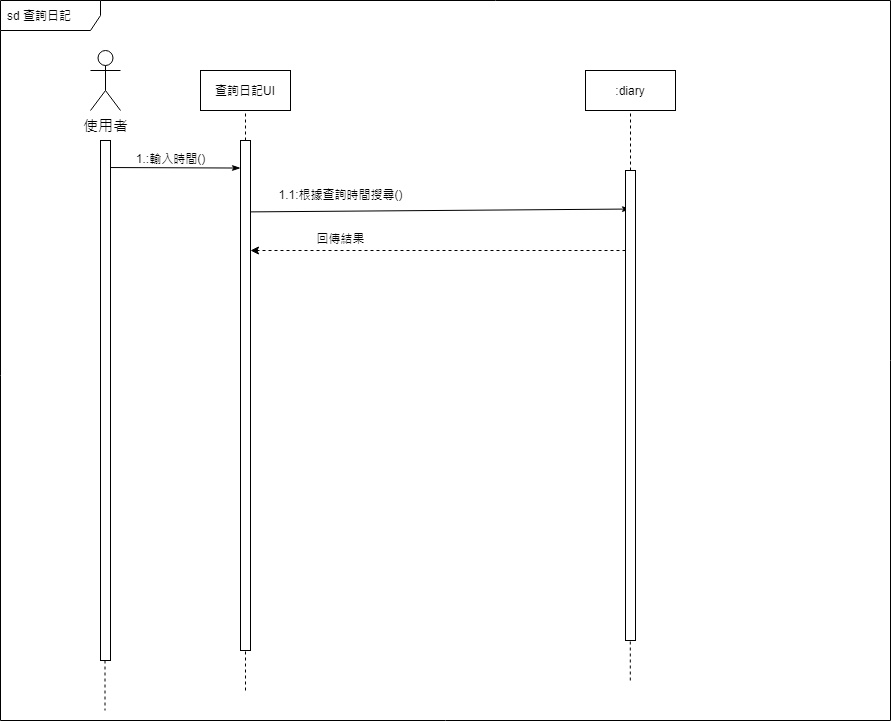 sd 查詢日記
使用者
查詢日記UI
:diary
1.:輸入時間()
1.1:根據查詢時間搜尋()
回傳結果